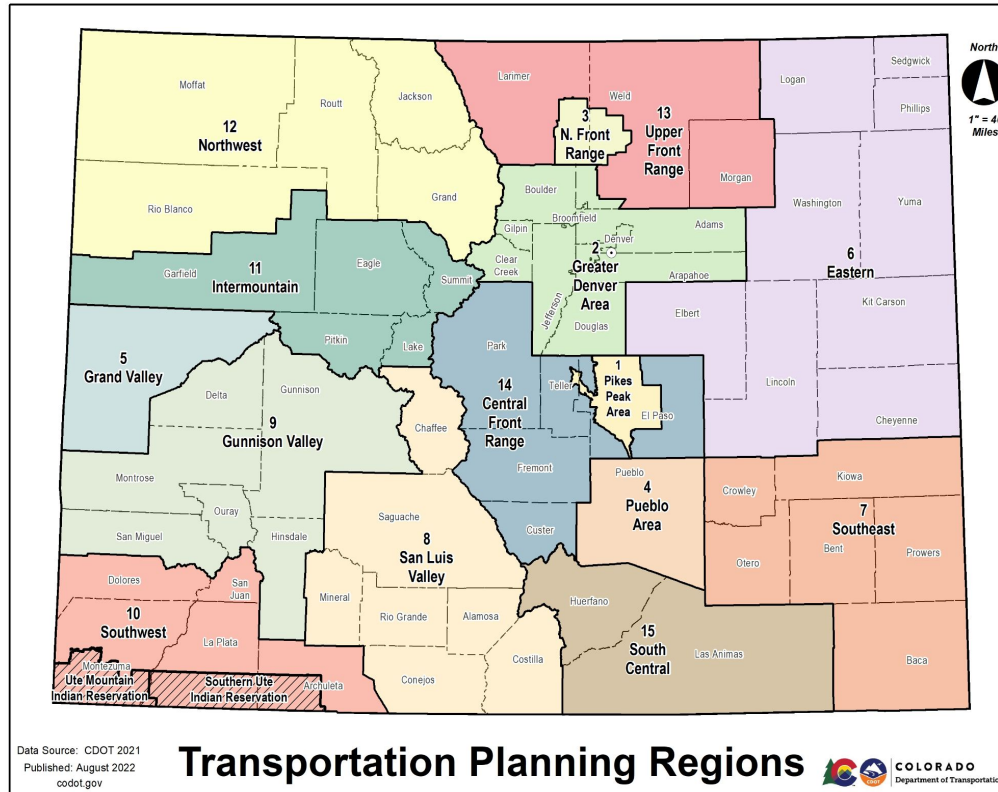 North
1" = 4
Miles
Moffat
Routt
Jackson
Larimer
Weld
Logan
Sedgwick
Phillips
12
Northwest
3
N. Front
Range
13
Upper
Front
Range
Morgan
Washington
Yuma
Rio Blanco
Grand
Boulder
Broomfield
Gilpin
Adams
Denver
Clear
Creek
2
Greater
Denver
Area
Arapahoe
6
Eastern
11
Intermountain
Garfield
Eagle
Summit
Jefferson
Douglas
Elbert
Kit Carson
Pitkin
Lake
Park
5
Grand Valley
Delta
Gunnison
14
Central
Front
Range
Teller
1
Pikes
Peak
Area
El Paso
Lincoln
Cheyenne
9
Gunnison Valley
Chaffee
Montrose
Fremont
Pueblo
4
Pueblo
Area
Crowley
Kiowa
Ouray
San Miguel
Hinsdale
Saguache
8
San Luis
Valley
Custer
7
Southeast
Otero
Bent
Prowers
Dolores
San
Juan
10
Southwest
La Plata
Mineral
Rio Grande
Alamosa
Huerfano
15
South
Central
Las Animas
Baca
Montezuma
Ute Mountain
Indian Reservation
Southern Ute
Indian Reservation
Archuleta
Conejos
Costilla
Data Source: CDOT 2021
Published: August 2022
codot.gov
Transportation Planning Regions
CDOT
COLORADO
Department of Transportatio